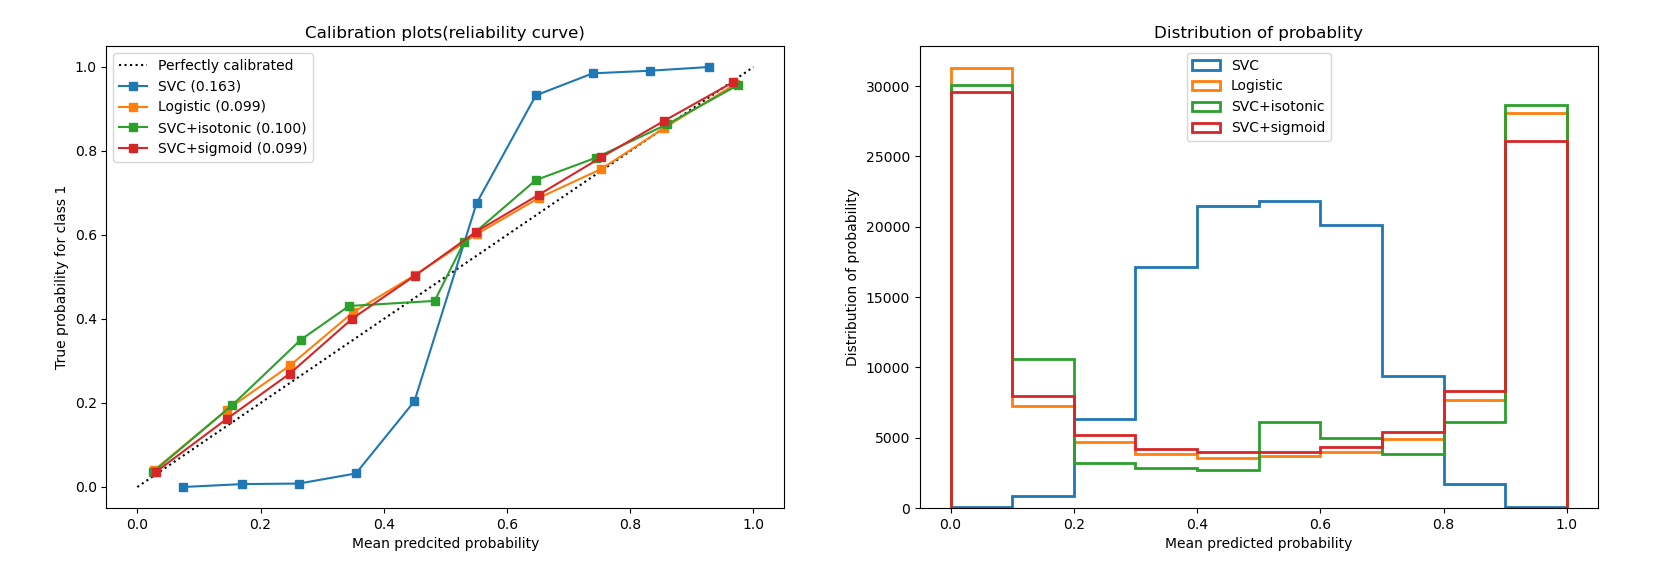 Calibration plots(reliability curve)
Perfectly calibrated
SVC (0.163)
Logistic (0.099)
SVC+isotonic (0.100)
SVC+sigmoid (0.099)
True probability for class 1
1.0
0.8
0.6
0.4
0.2
0.0
0.0 0.2 0.4 0.6 0.8 1.0
Mean predcited probability
Distribution of probablity
SVC
Logistic
SVC+isotonic
SVC+sigmoid
Distribution of probability
30000
25000
20000
15000
10000
5000
0
0.0 0.2 0.4 0.6 0.8 1.0
Mean predicted probability